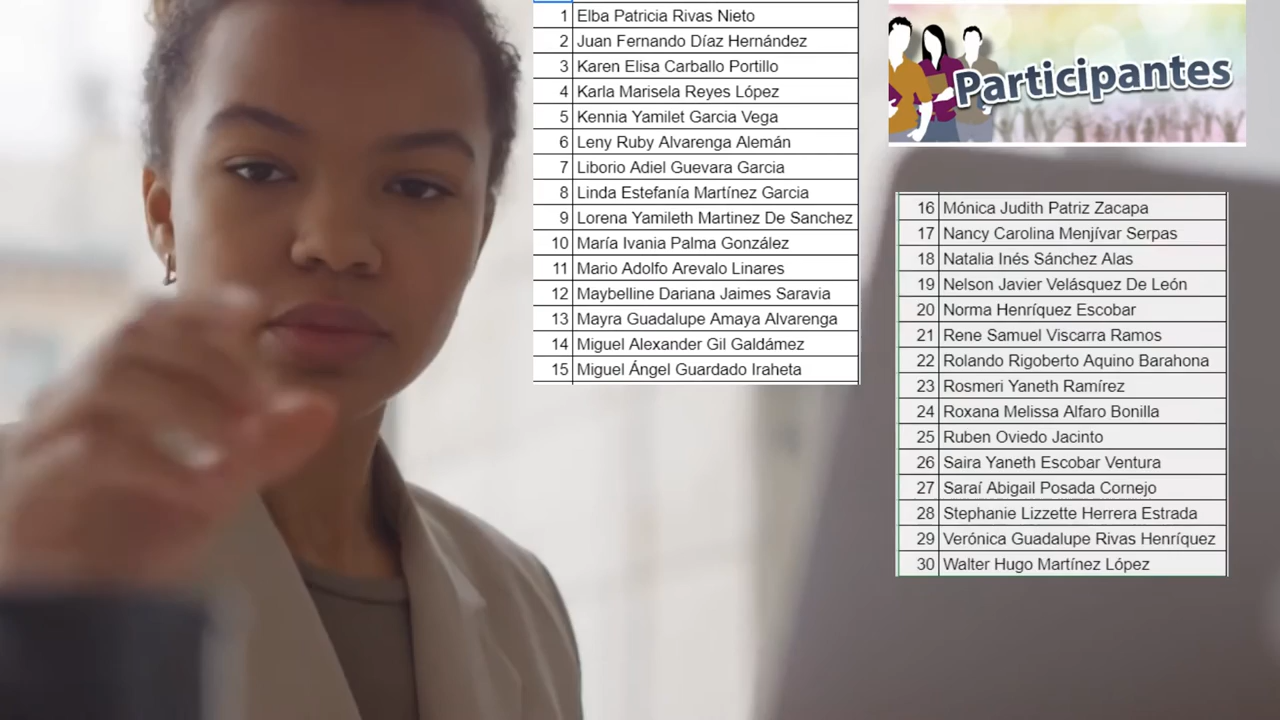 1 Elba Patricia Rivas Nieto
2 Juan Fernando Díaz Hernández
3 Karen Elisa Carballo Portillo
4 Karla Marisela Reyes López
5 Kennia Yamilet Garcia Vega
6 Leny Ruby Alvarenga Alemán
7 Liborio Adiel Guevara Garcia
8 Linda Estefanía Martínez Garcia
9 Lorena Yamileth Martinez De Sanchez
10 María Ivania Palma González
11 Mario Adolfo Arevalo Linares
12 Maybelline Dariana Jaimes Saravia
13 Mayra Guadalupe Amaya Alvarenga
14 Miguel Alexander Gil Galdámez
15 Miguel Ángel Guardado Iraheta
Participantes
16 Mónica Judith Patriz Zacapa
17 Nancy Carolina Menjívar Serpas
18 Natalia Inés Sánchez Alas
19 Nelson Javier Velásquez De León
20 Norma Henríquez Escobar
21 Rene Samuel Viscarra Ramos
22 Rolando Rigoberto Aquino Barahona
23 Rosmeri Yaneth Ramírez
24 Roxana Melissa Alfaro Bonilla
25 Ruben Oviedo Jacinto
26 Saira Yaneth Escobar Ventura
27 Saraí Abigail Posada Cornejo
28 Stephanie Lizzette Herrera Estrada
29 Verónica Guadalupe Rivas Henríquez
30 Walter Hugo Martínez López